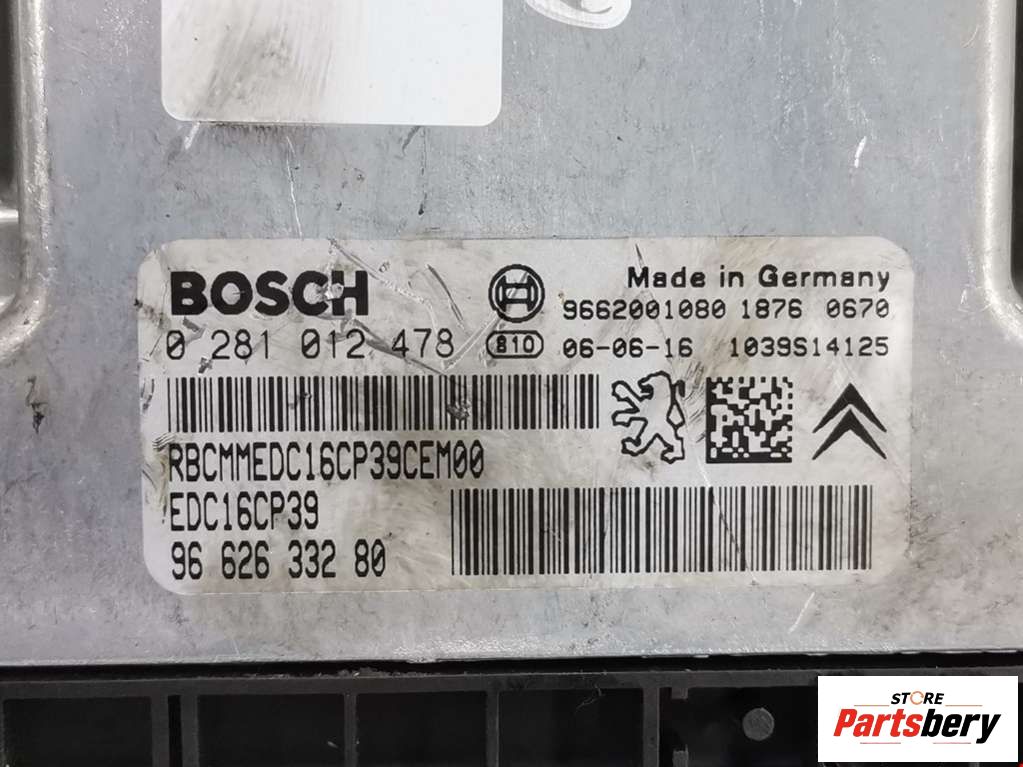 BOSCH
Made in Germany
9662001080 1876 0670
0 281 012 478
810 06-06-16 1039S14125
RBCMMEDC16CP39CEM00
EDC16CP39
96 626 332 80
STORE
Partsbery